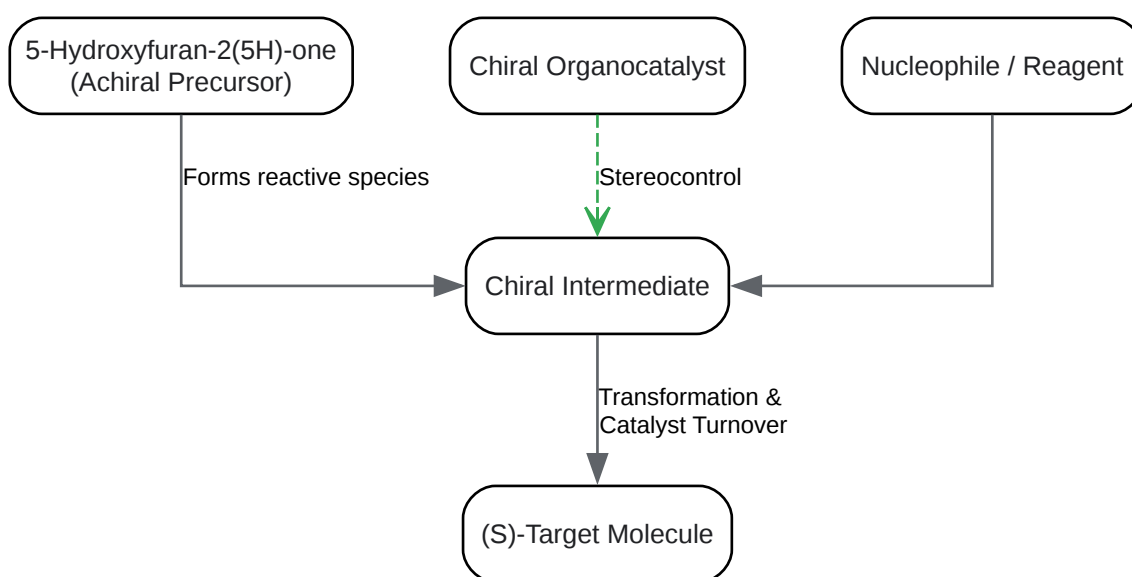 5-Hydroxyfuran-2(5H)-one
(Achiral Precursor)
Chiral Organocatalyst
Nucleophile / Reagent
Forms reactive species
Stereocontrol
Chiral Intermediate
Transformation &
Catalyst Turnover
(S)-Target Molecule